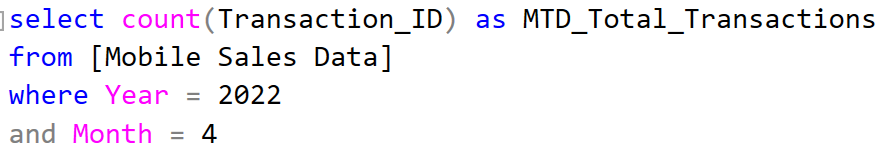 select count(Transaction_ID) as MTD_Total_Transactions
from [Mobile Sales Data]
where Year = 2022
and Month = 4